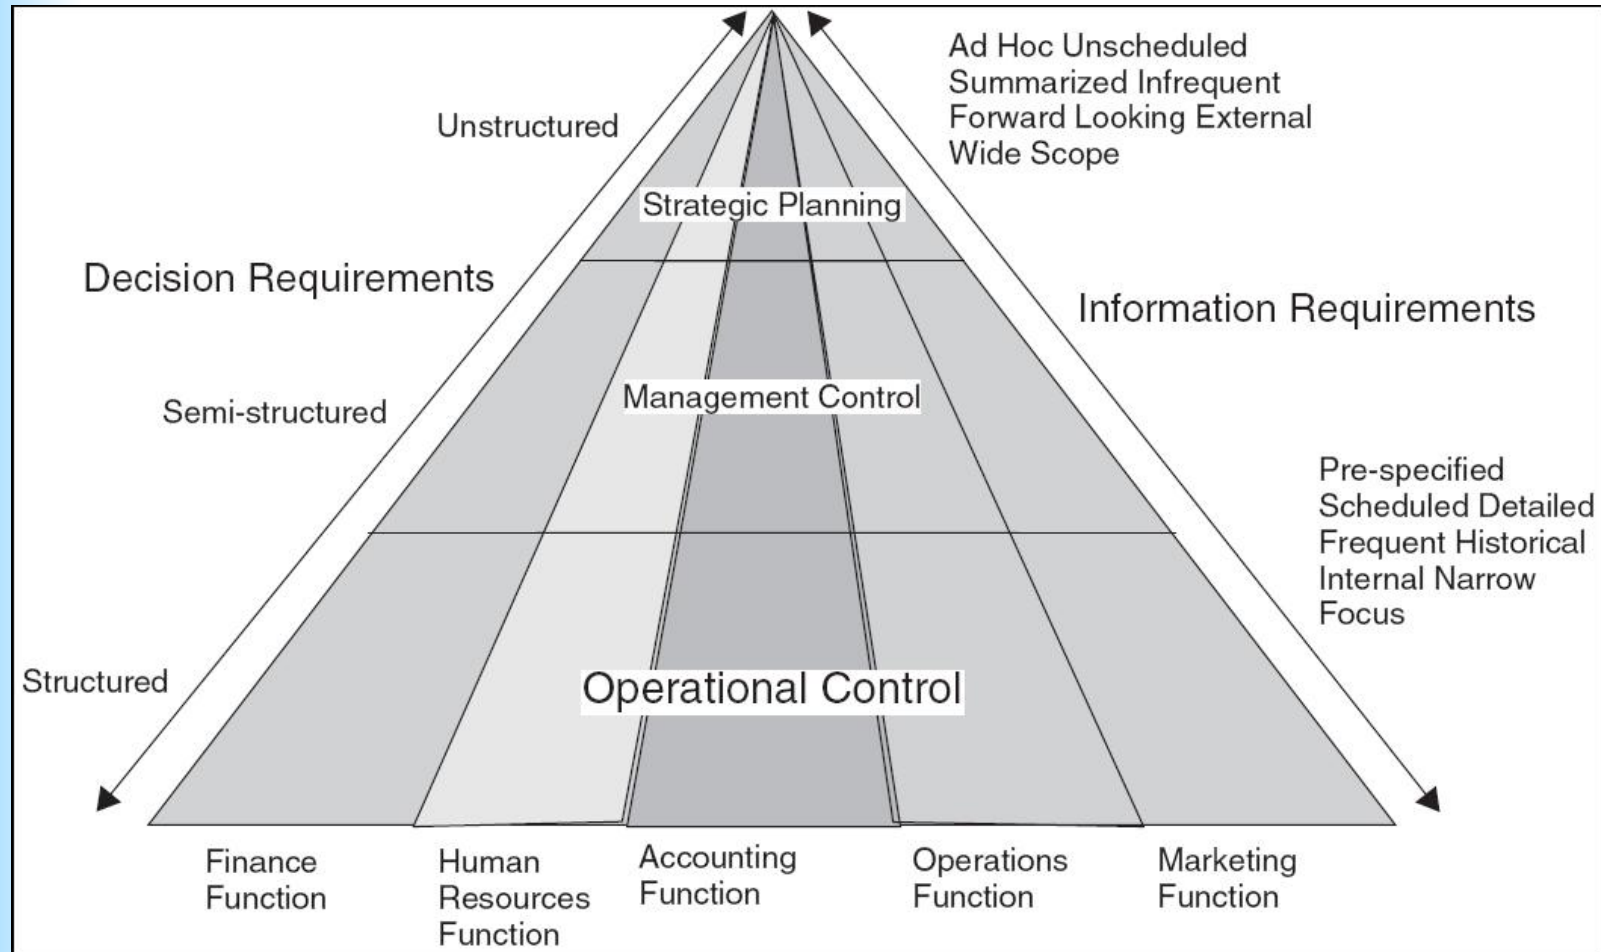 Ad Hoc Unscheduled
Summarized Infrequent
Forward Looking External
Wide Scope
Unstructured
Strategic Planning
Decision Requirements
Information Requirements
Management Control
Semi-structured
Pre-specified
Scheduled Detailed
Frequent Historical
Internal Narrow
Focus
Structured
Operational Control
Finance
Function
Human
Resources
Function
Accounting
Function
Operations
Function
Marketing
Function